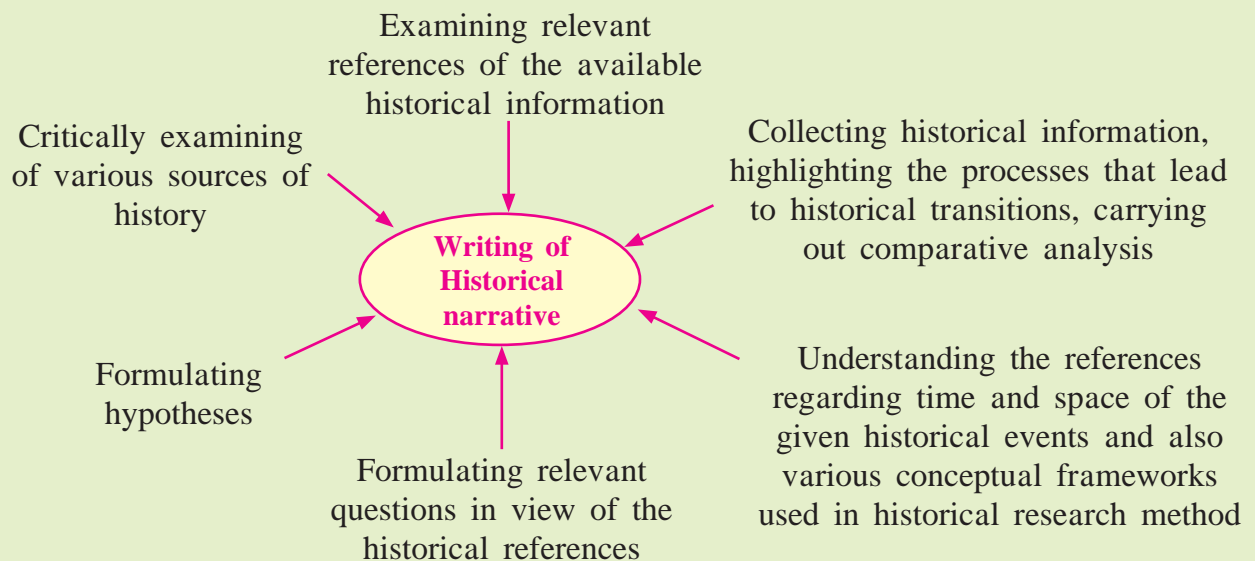 Examining relevant
references of the available
historical information
Critically examining
of various sources of
history
Collecting historical information,
highlighting the processes that lead
to historical transitions, carrying
out comparative analysis
Writing of
Historical
narrative
Formulating
hypotheses
Formulating relevant
questions in view of the
historical references
Understanding the references
regarding time and space of the
given historical events and also
various conceptual frameworks
used in historical research method